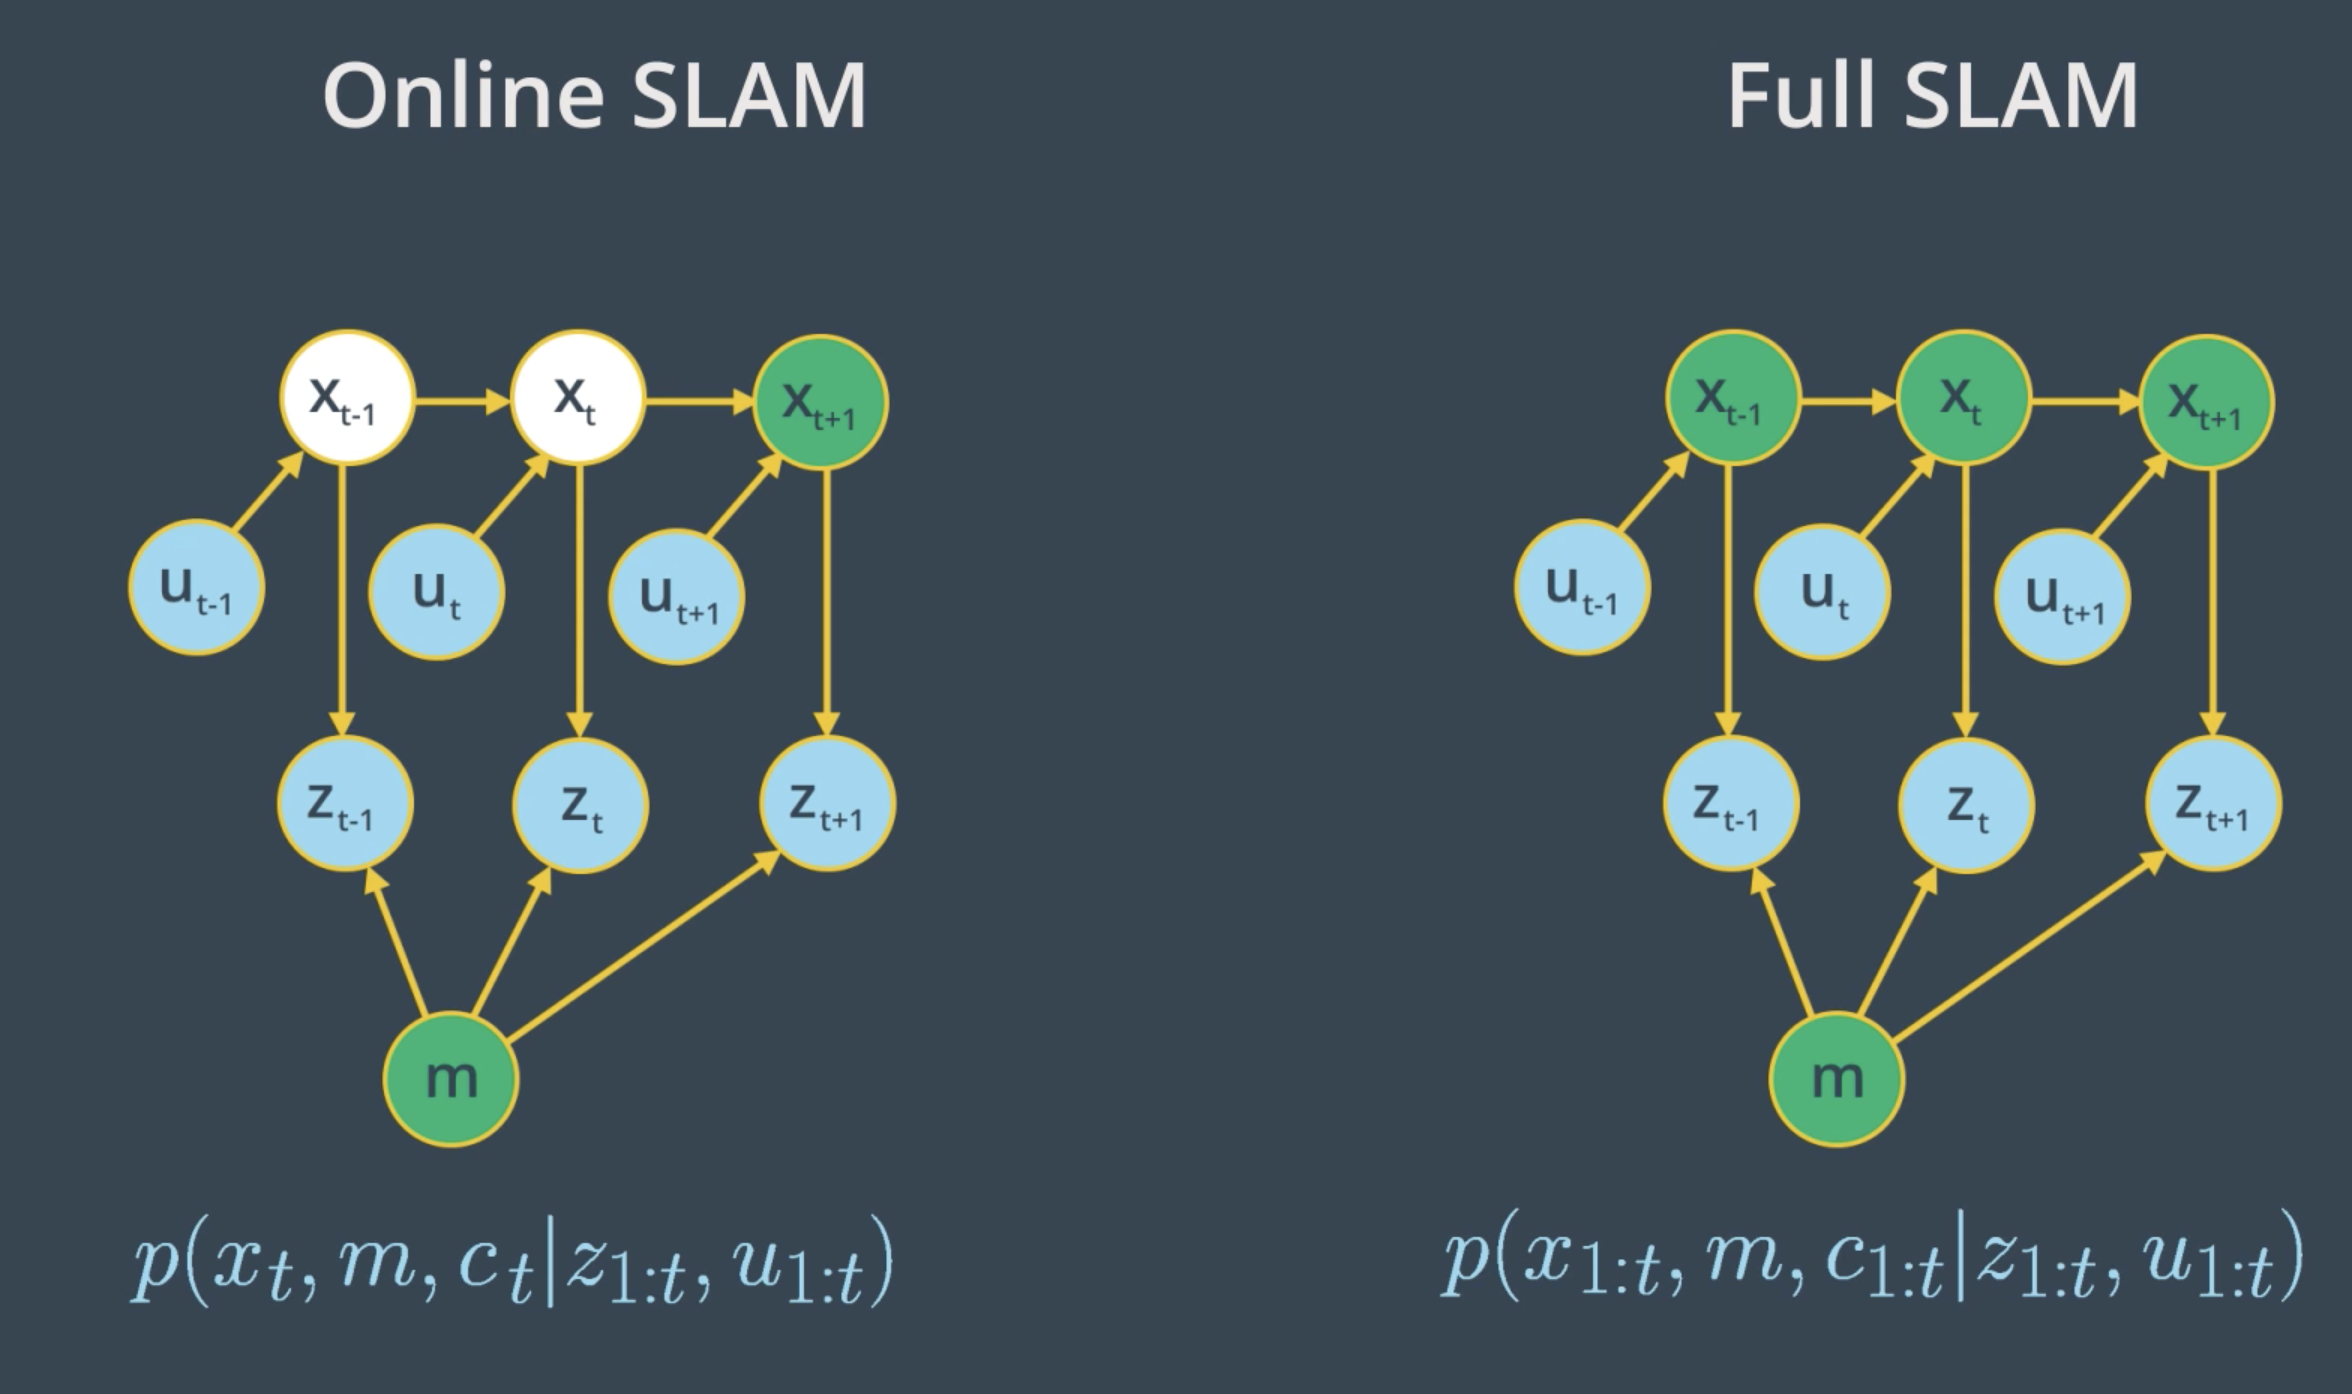 Online SLAM
Full SLAM
x_{t-1} x_t x_{t+1}
u_{t-1} u_t u_{t+1}
z_{t-1} z_t z_{t+1}
m
p(x_t, m, c_t|z_{1:t}, u_{1:t})
x_{t-1} x_t x_{t+1}
u_{t-1} u_t u_{t+1}
z_{t-1} z_t z_{t+1}
m
p(x_{1:t}, m, c_{1:t}|z_{1:t}, u_{1:t})